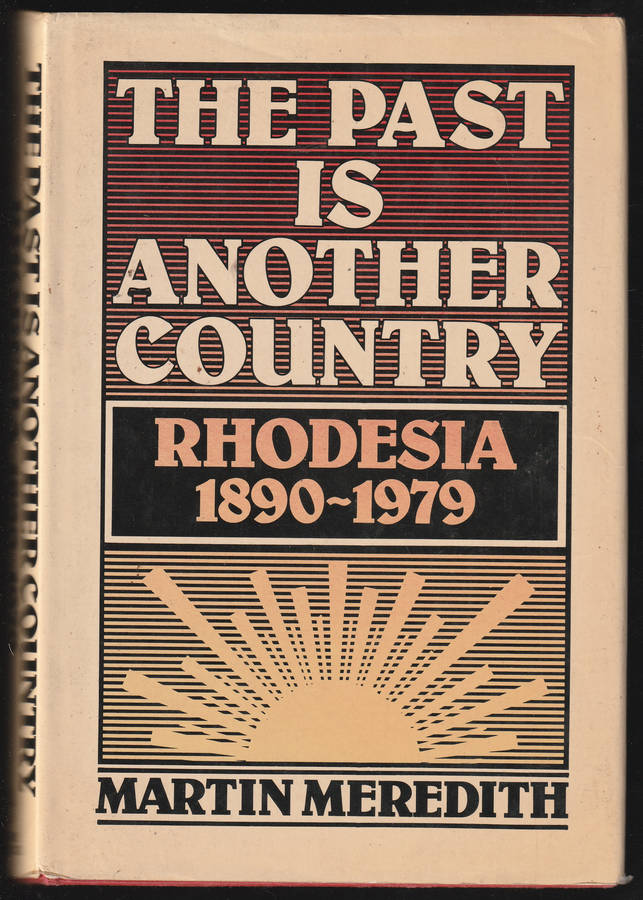 THE PAST
IS
ANOTHER
COUNTRY
RHODESIA
1890~1979
MARTIN MEREDITH
THE PAST IS ANOTHER COUNTRY